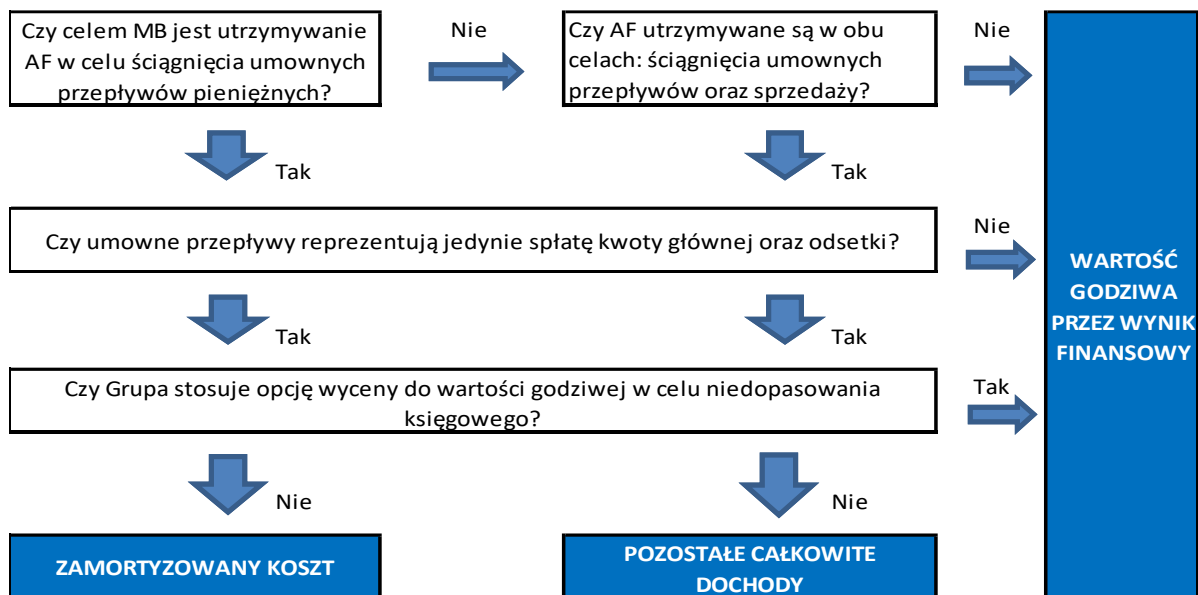 Czy celem MB jest utrzymywanie
AF w celu ściągnięcia umownych
przepływów pieniężnych?
Nie
Czy AF utrzymywane są w obu
celach: ściągnięcia umownych
przepływów oraz sprzedaży?
Nie
Tak
Tak
Czy umowne przepływy reprezentują jedynie spłatę kwoty głównej oraz odsetki?
Nie
Tak
Tak
Czy Grupa stosuje opcję wyceny do wartości godziwej w celu niedopasowania
księgowego?
Tak
Nie
Nie
ZAMORTYZOWANY KOSZT
POZOSTAŁE CAŁKOWITE
DOCHODY
WARTOŚĆ
GODZIWA
PRZEZ WYNIK
FINANSOWY